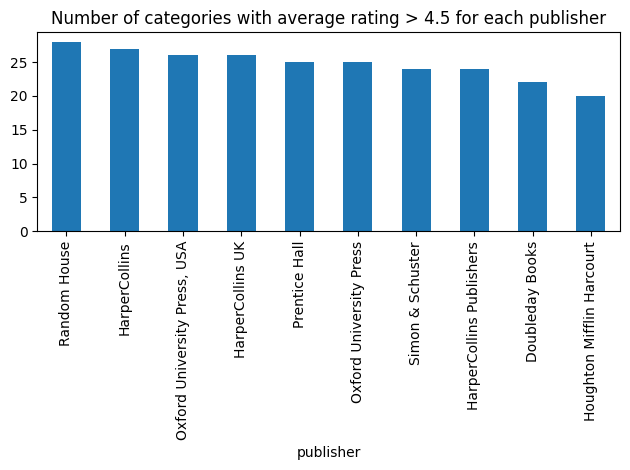 Number of categories with average rating > 4.5 for each publisher
25
20
15
10
5
0
Random House
HarperCollins
Oxford University Press, USA
HarperCollins UK
Prentice Hall
Oxford University Press
Simon & Schuster
HarperCollins Publishers
Doubleday Books
Houghton Mifflin Harcourt
publisher